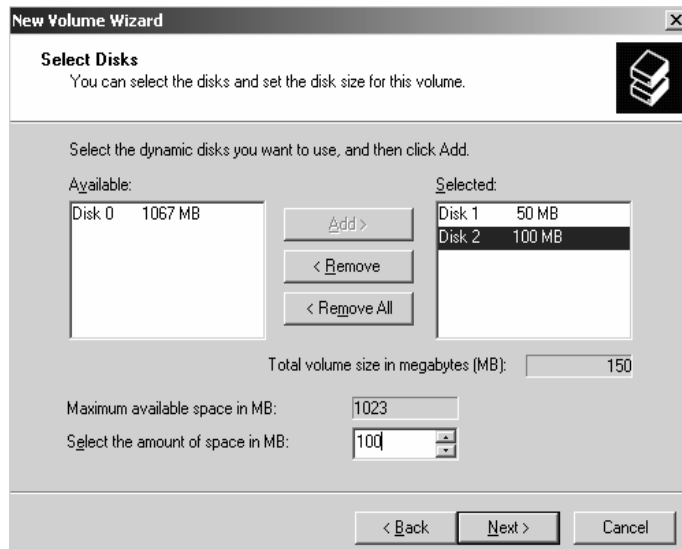 New Volume Wizard
Select Disks
You can select the disks and set the disk size for this volume.
Select the dynamic disks you want to use, and then click Add.
Available:
Selected:
Disk 0 1067 MB
Add >
Disk 1 50 MB
Disk 2 100 MB
< Remove
< Remove All
Total volume size in megabytes (MB): 150
Maximum available space in MB: 1023
Select the amount of space in MB: 100
< Back Next > Cancel